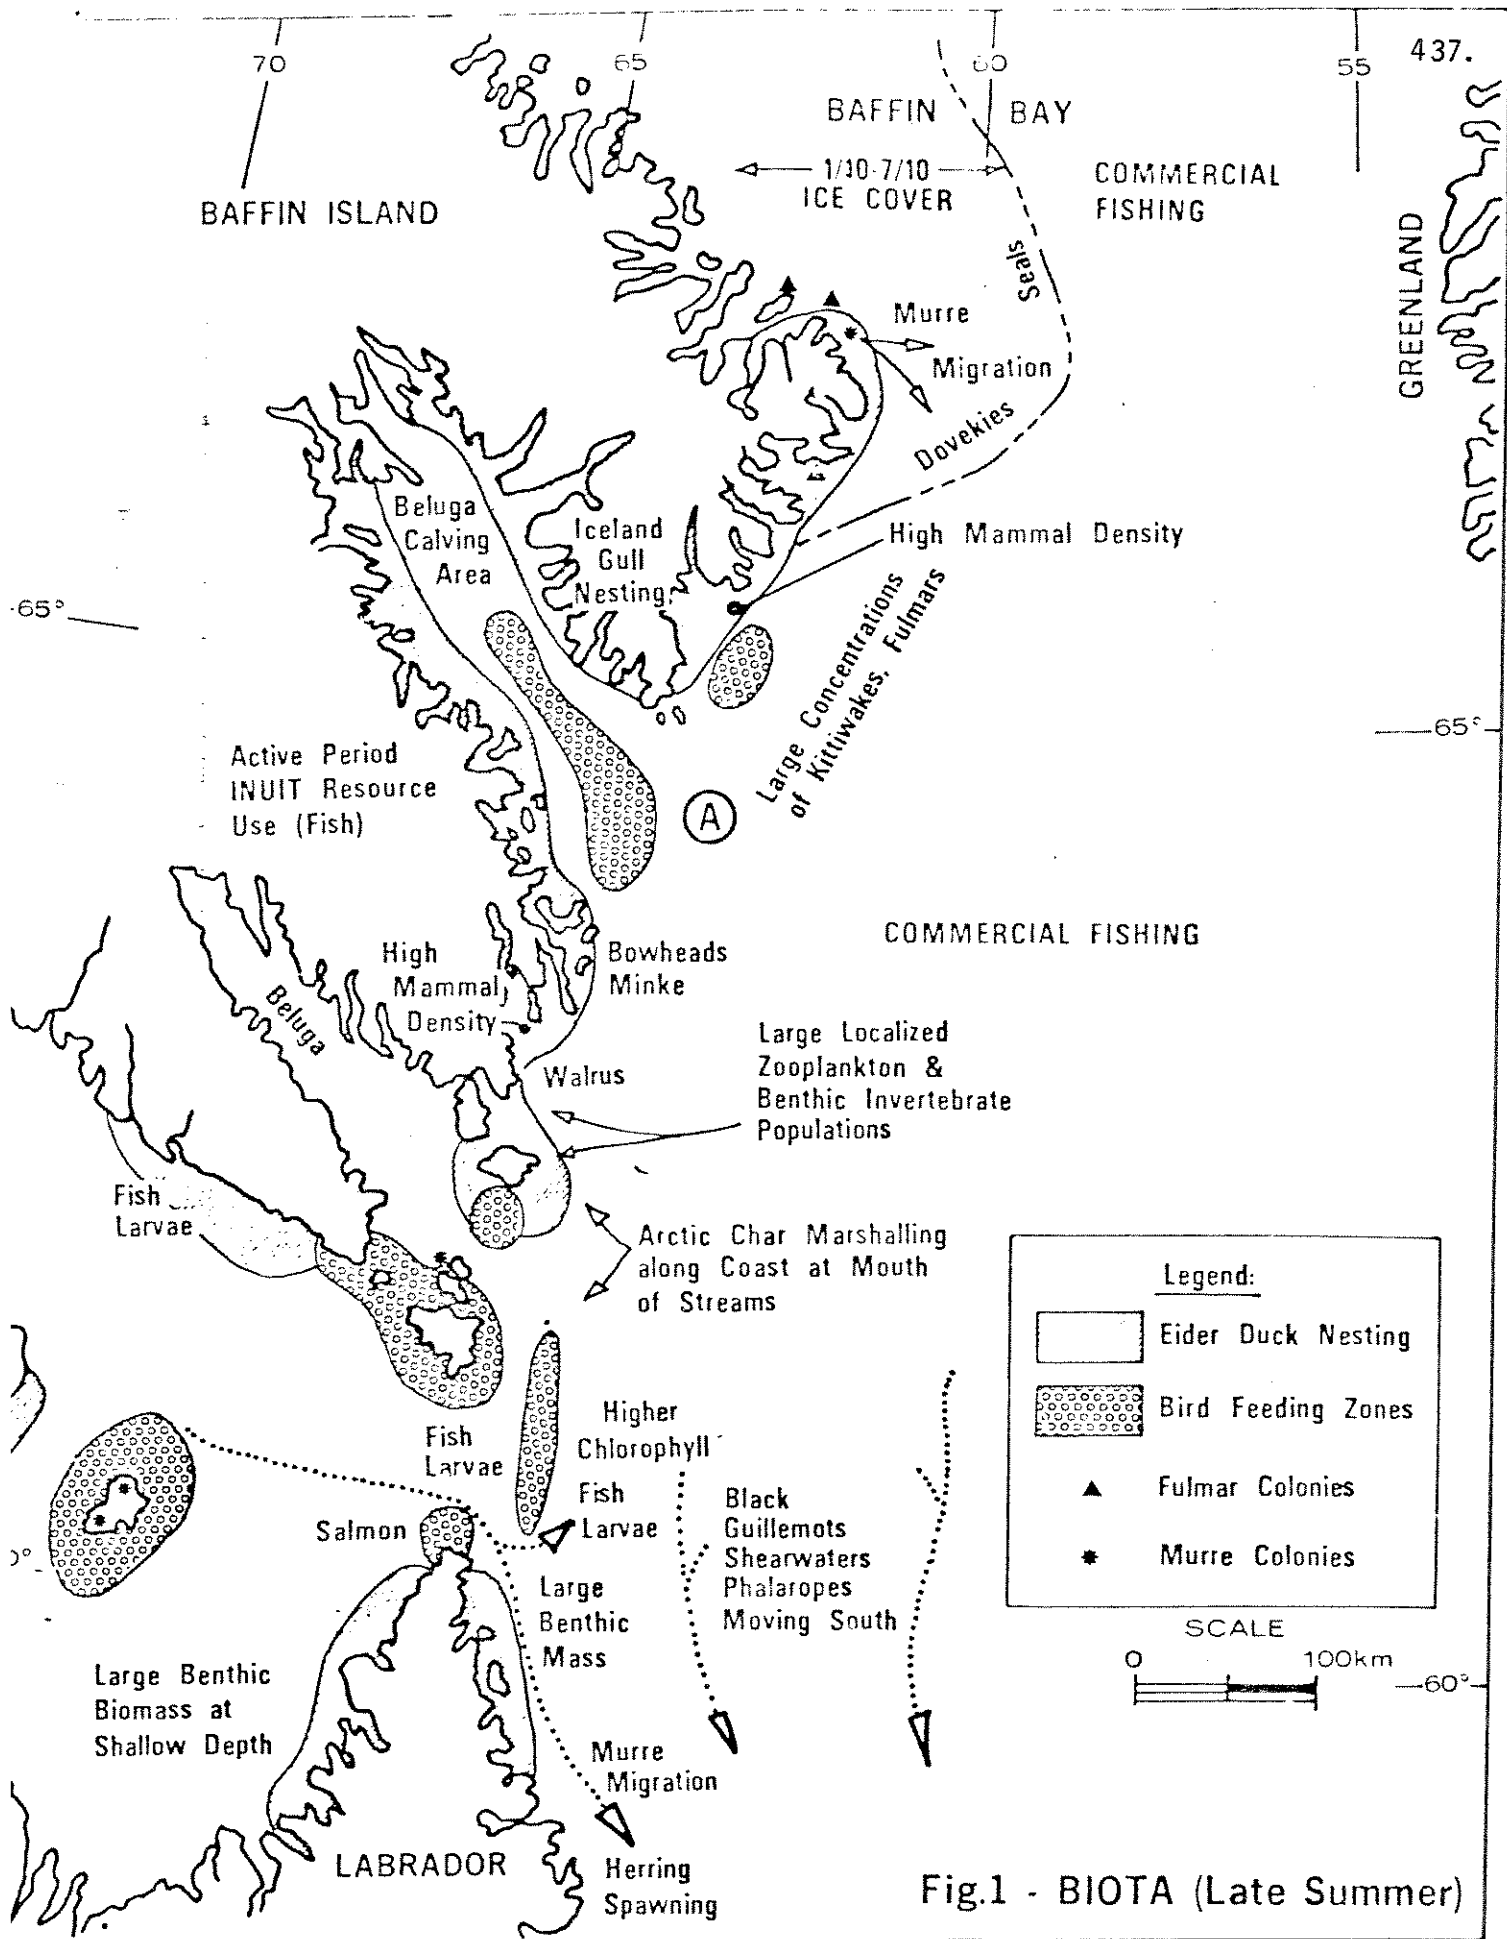 70
65
60
55
437.
BAFFIN BAY
1/10-7/10
ICE COVER
COMMERCIAL
FISHING
BAFFIN ISLAND
GREENLAND
Seals
Murre
Migration
Dovekies
Beluga
Calving
Area
Iceland
Gull
Nesting
High Mammal Density
65°
Large Concentrations
of Kittiwakes, Fulmars
65°
Active Period
INUIT Resource
Use (Fish)
A
COMMERCIAL FISHING
High
Mammal
Density
Bowheads
Minke
Beluga
Walrus
Large Localized
Zooplankton &
Benthic Invertebrate
Populations
Fish
Larvae
Arctic Char Marshalling
along Coast at Mouth
of Streams
Legend:
Eider Duck Nesting
Bird Feeding Zones
Fulmar Colonies
Murre Colonies
Higher
Chlorophyll
Fish
Larvae
Fish
Larvae
Salmon
Black
Guillemots
Shearwaters
Phalaropes
Moving South
Large
Benthic
Mass
SCALE
0 100km
60°
Large Benthic
Biomass at
Shallow Depth
Murre
Migration
LABRADOR
Herring
Spawning
Fig.1 - BIOTA (Late Summer)